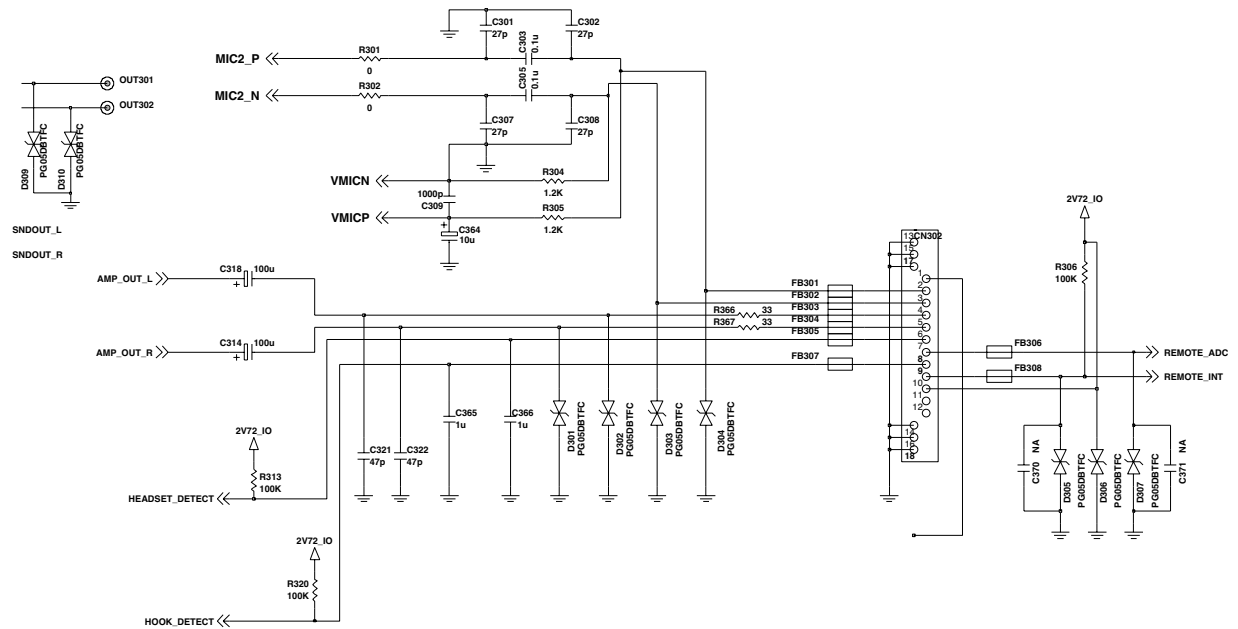 C301
27p
C302
27p
C303
0.1u
MIC2_P
R301
0
C305
0.1u
MIC2_N
R302
0
OUT301
OUT302
D309
PG05DBTFC
D310
PG05DBTFC
C307
27p
C308
27p
VMICN
R304
1.2K
1000p
C309
VMICP
R305
1.2K
+
C364
10u
SNDOUT_L
SNDOUT_R
2V72_IO
R306
100K
CN302
13
15
17
1
2
3
4
5
6
7
8
9
10
11
12
14
16
18
AMP_OUT_L
C318
100u
+
AMP_OUT_R
C314
100u
+
FB301
FB302
R366
33
FB303
R367
33
FB304
FB305
FB307
FB306
REMOTE_ADC
FB308
REMOTE_INT
C365
1u
C366
1u
D301
PG05DBTFC
D302
PG05DBTFC
D303
PG05DBTFC
D304
PG05DBTFC
C321
47p
C322
47p
2V72_IO
R313
100K
HEADSET_DETECT
C370
NA
D305
PG05DBTFC
D306
PG05DBTFC
D307
PG05DBTFC
C371
NA
2V72_IO
R320
100K
HOOK_DETECT